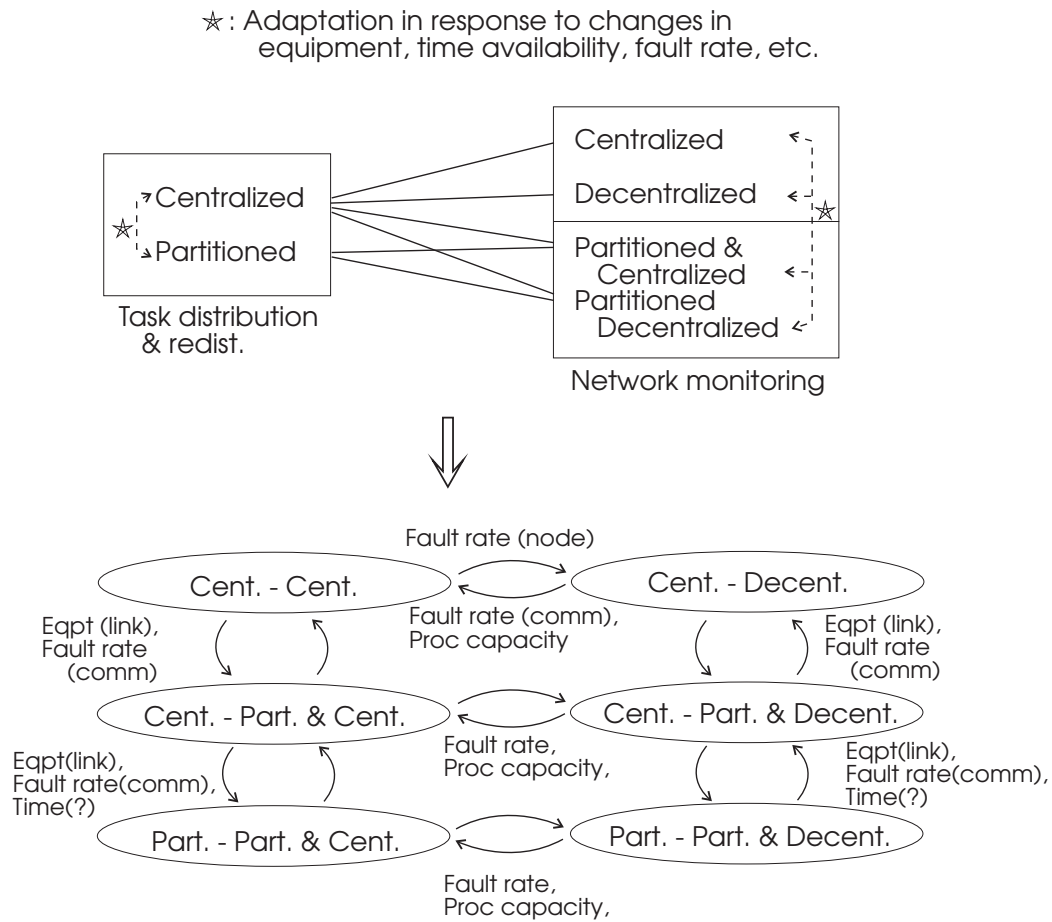 ☆: Adaptation in response to changes in
equipment, time availability, fault rate, etc.
Centralized
Partitioned
Task distribution
& redist.
Centralized
Decentralized
Partitioned &
Centralized
Partitioned
Decentralized
Network monitoring
Fault rate (node)
Cent. - Cent.
Cent. - Decent.
Fault rate (comm),
Proc capacity
Eqpt (link),
Fault rate
(comm)
Eqpt (link),
Fault rate
(comm)
Cent. - Part. & Cent.
Cent. - Part. & Decent.
Fault rate,
Proc capacity,
Eqpt(link),
Fault rate(comm),
Time(?)
Eqpt(link),
Fault rate(comm),
Time(?)
Part. - Part. & Cent.
Part. - Part. & Decent.
Fault rate,
Proc capacity,